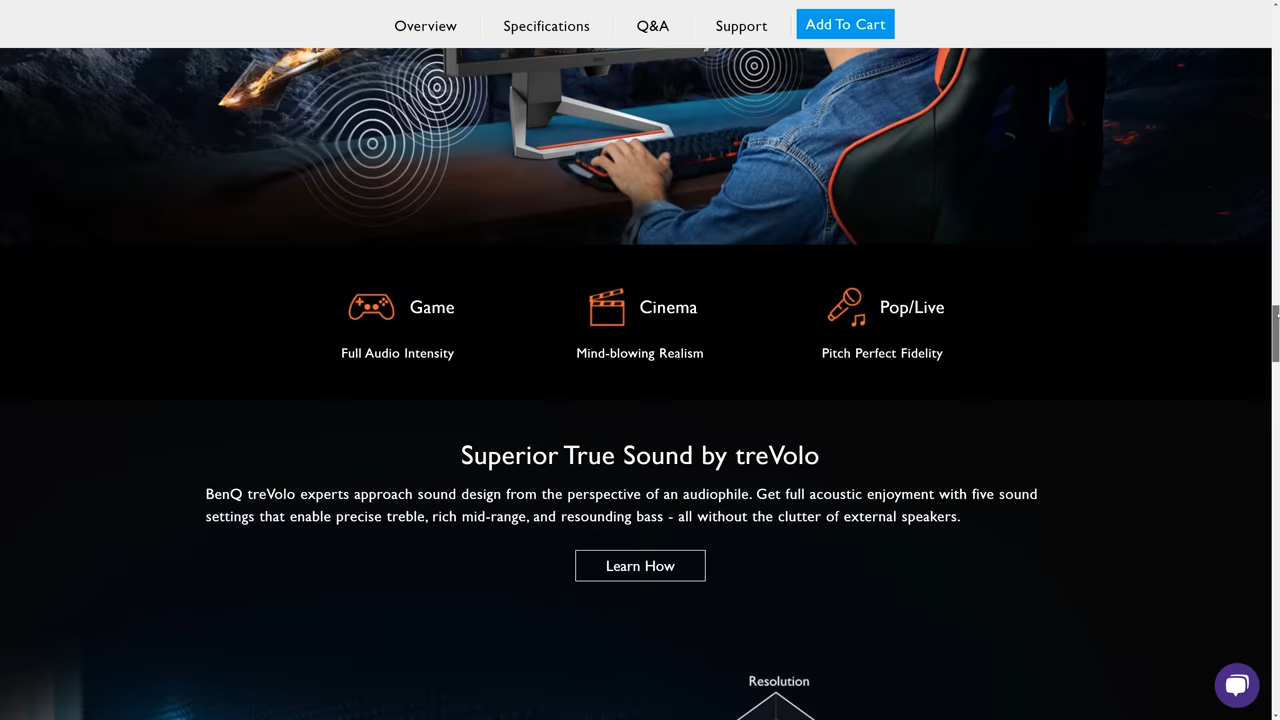 Overview
Specifications
Q&A
Support
Add To Cart
Game
Cinema
Pop/Live
Full Audio Intensity
Mind-blowing Realism
Pitch Perfect Fidelity
Superior True Sound by treVolo
BenQ treVolo experts approach sound design from the perspective of an audiophile. Get full acoustic enjoyment with five sound
settings that enable precise treble, rich mid-range, and resounding bass - all without the clutter of external speakers.
Learn How
Resolution